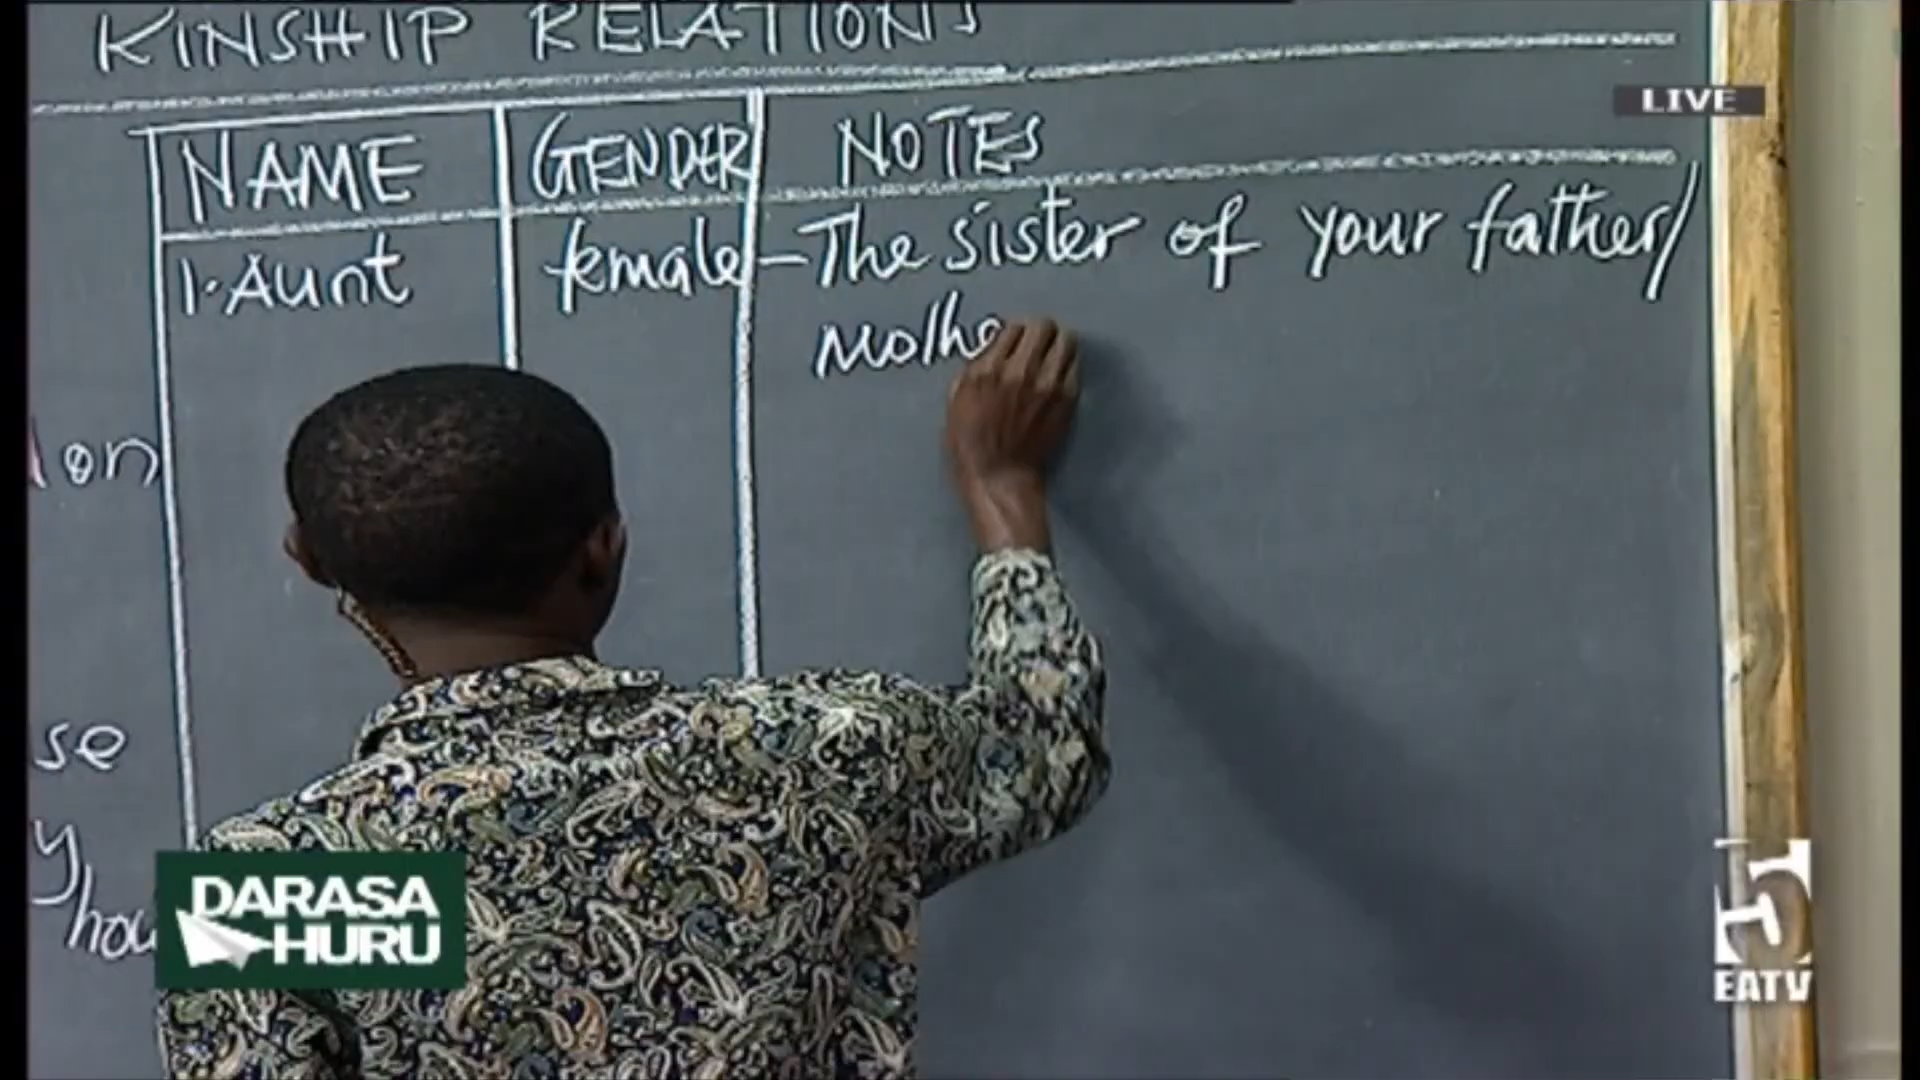 KINSHIP RELATIONS
LIVE
NAME GENDER NOTES
1. Aunt female - The sister of your father/
Mothe
on
se
y
hou
DARASA
HURU
5
EATV